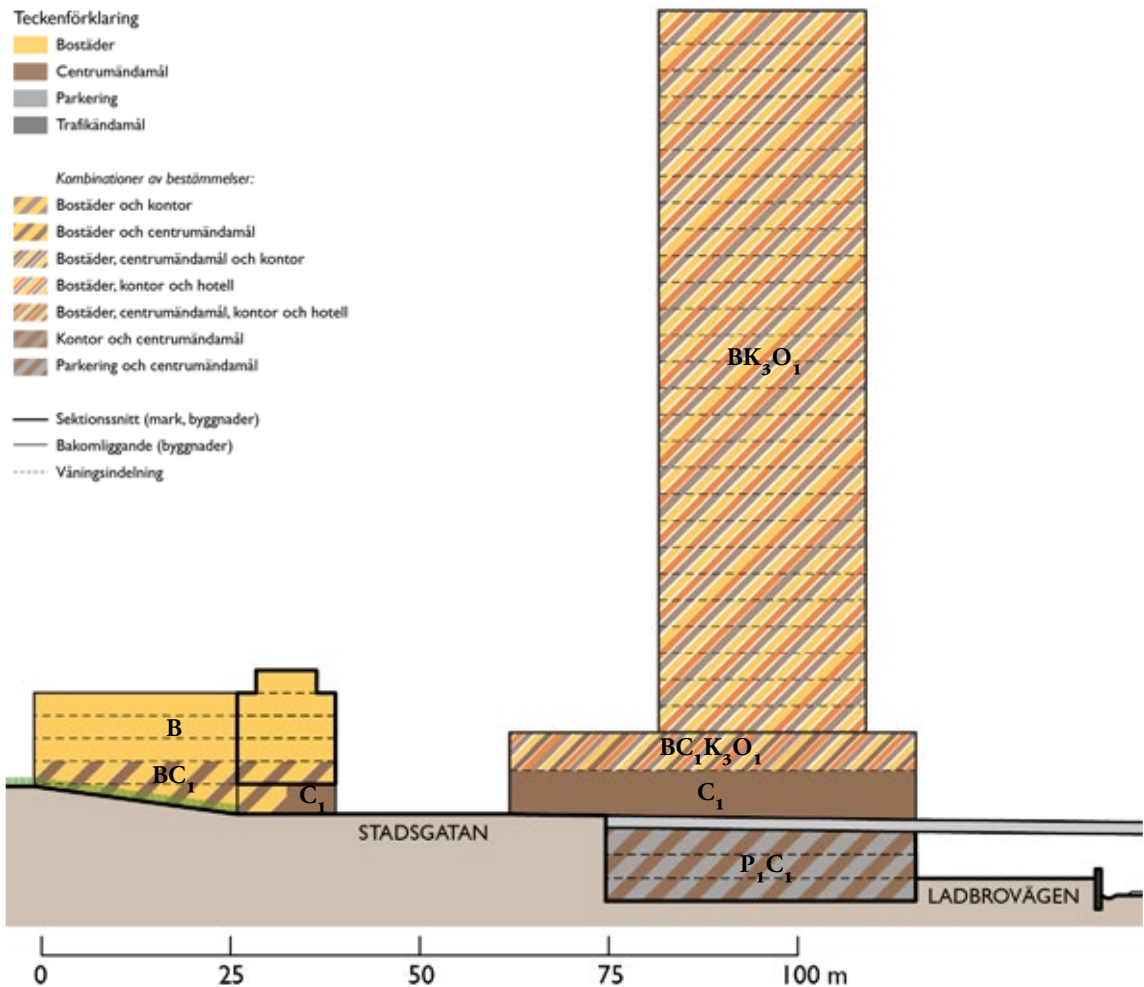 Teckenförklaring
Bostäder
Centrumändamål
Parkering
Trafikändamål
Kombinationer av bestämmelser:
Bostäder och kontor
Bostäder och centrumändamål
Bostäder, centrumändamål och kontor
Bostäder, kontor och hotell
Bostäder, centrumändamål, kontor och hotell
Kontor och centrumändamål
Parkering och centrumändamål
Sektionssnitt (mark, byggnader)
Bakomliggande (byggnader)
Våningsindelning
BK₃O₁
B
BC₁K₃O₁
BC₁
C₁
C₁
STADSGATAN
P₁C₁
LADBROVÄGEN
0 25 50 75 100 m